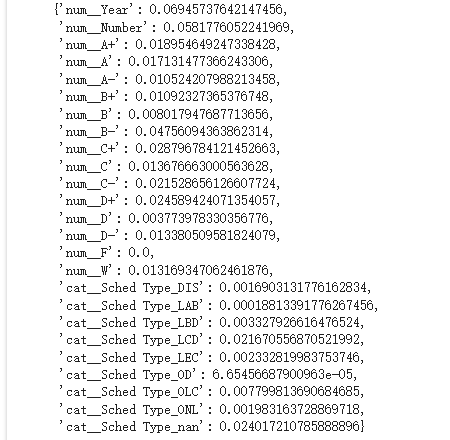 {'num__Year': 0.06945737642147456,
'num__Number': 0.0581776052241969,
'num__A+': 0.018954649247338428,
'num__A': 0.017131477366243306,
'num__A-': 0.010524207988213458,
'num__B+': 0.01092327365376748,
'num__B': 0.008017947687713656,
'num__B-': 0.04756094363862314,
'num__C+': 0.028796784121452663,
'num__C': 0.013676663000563628,
'num__C-': 0.021528656126607724,
'num__D+': 0.024589424071354057,
'num__D': 0.003773978330356776,
'num__D-': 0.013380509581824079,
'num__F': 0.0,
'num__W': 0.013169347062461876,
'cat__Sched Type_DIS': 0.0016903131776162834,
'cat__Sched Type_LAB': 0.00018813391776267456,
'cat__Sched Type_LBD': 0.003327926616476524,
'cat__Sched Type_LCD': 0.021670556870521992,
'cat__Sched Type_LEC': 0.002332819983753746,
'cat__Sched Type_OD': 6.65456687900963e-05,
'cat__Sched Type_OLC': 0.007799813690684685,
'cat__Sched Type_ONL': 0.001983163728869718,
'cat__Sched Type_nan': 0.024017210785888896}